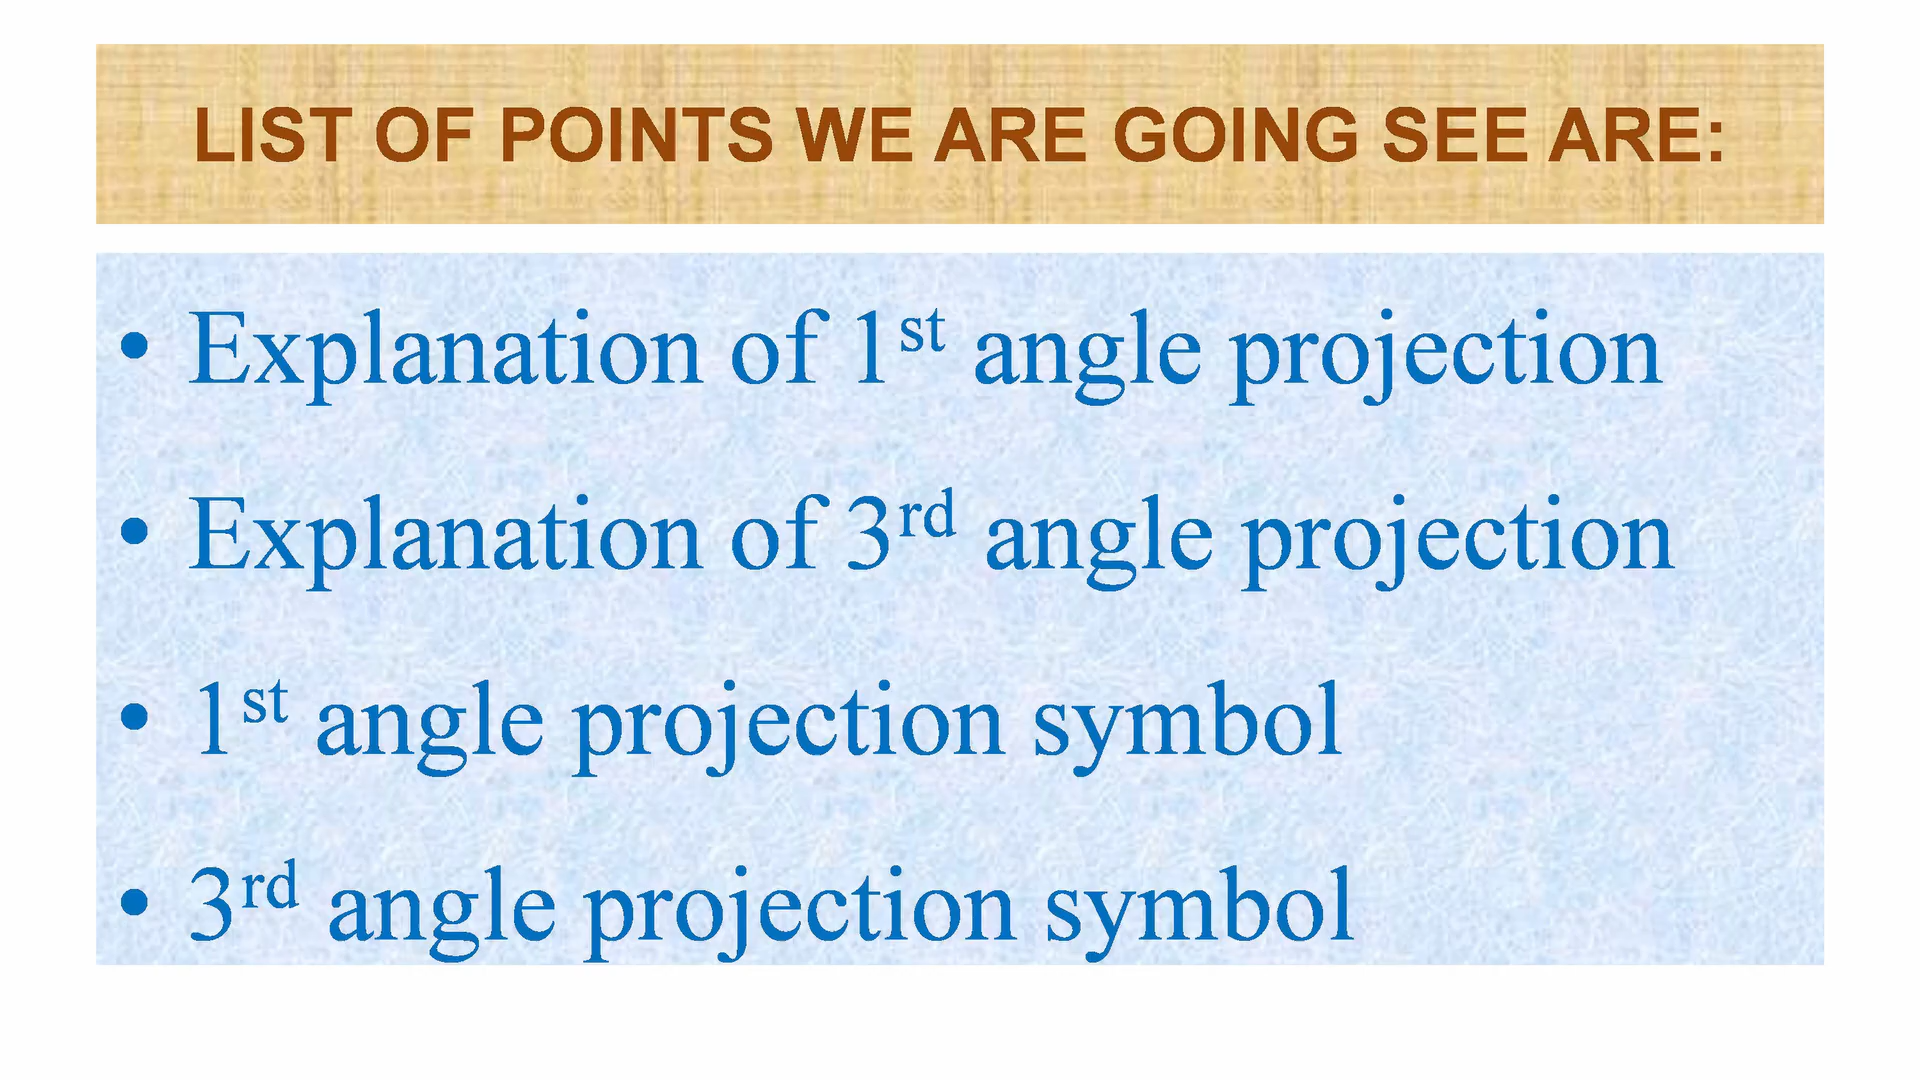 LIST OF POINTS WE ARE GOING SEE ARE:
• Explanation of 1st angle projection
• Explanation of 3rd angle projection
• 1st angle projection symbol
• 3rd angle projection symbol